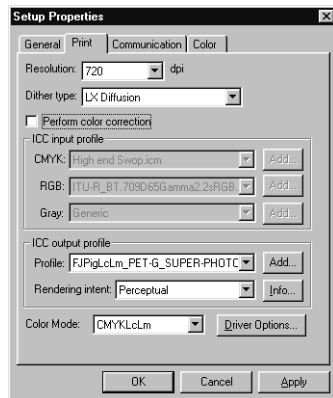 Setup Properties
General Print Communication Color
Resolution: 720 dpi
Dither type: LX Diffusion
Perform color correction
ICC input profile
CMYK: High end Swop.icm Add...
RGB: ITU-R_BT.709D65Gamma2.2sRGB. Add...
Gray: Generic Add...
ICC output profile
Profile: FJPigLcLm_PET-G_SUPER-PHOTC Add...
Rendering intent: Perceptual Info...
Color Mode: CMYKLcLm Driver Options...
OK Cancel Apply